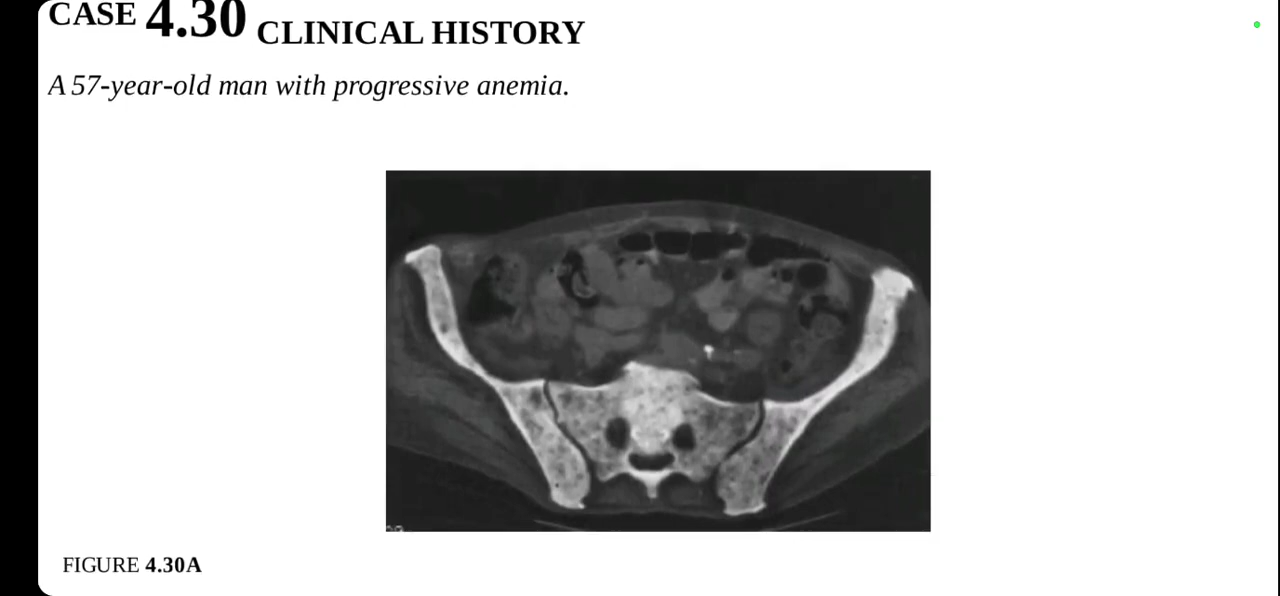 CASE 4.30 CLINICAL HISTORY
A 57-year-old man with progressive anemia.
FIGURE 4.30A